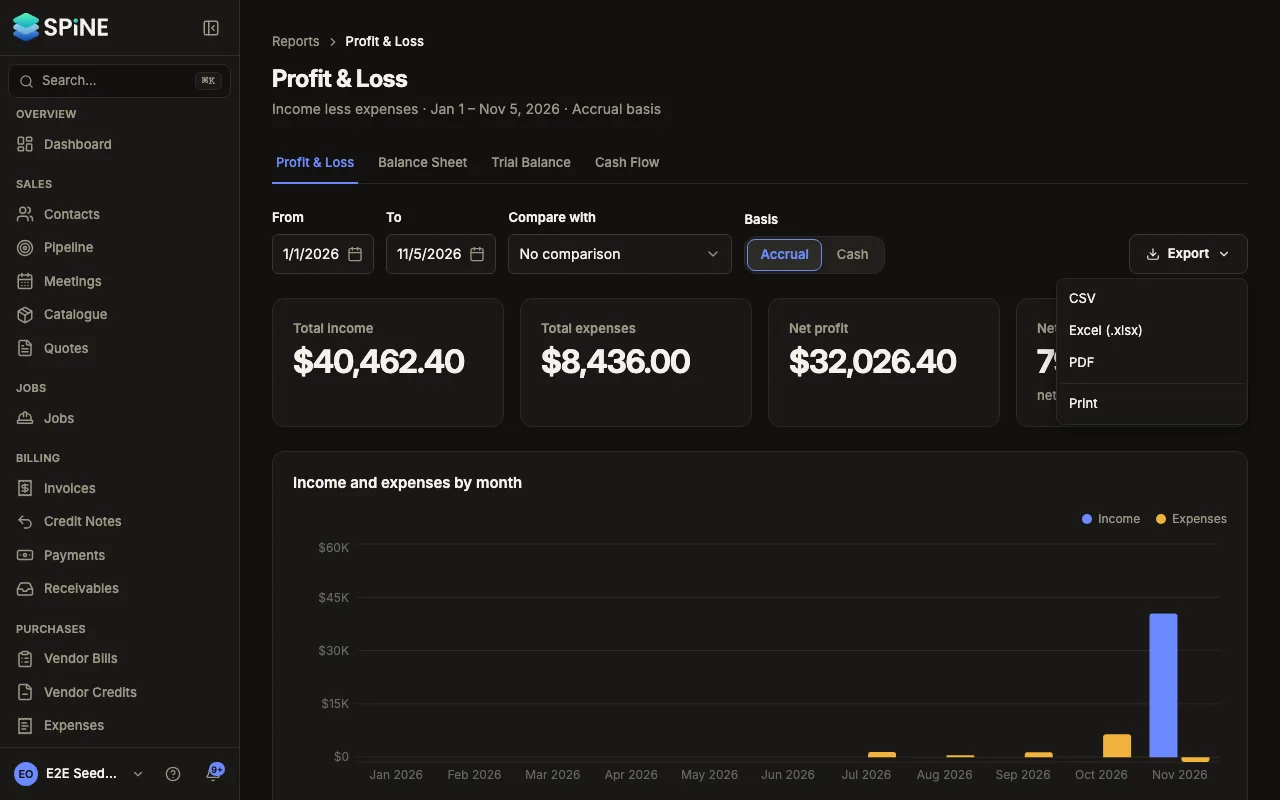 SPiNE
Search...
⌘K
OVERVIEW
Dashboard
SALES
Contacts
Pipeline
Meetings
Catalogue
Quotes
JOBS
Jobs
BILLING
Invoices
Credit Notes
Payments
Receivables
PURCHASES
Vendor Bills
Vendor Credits
Expenses
EO
E2E Seed...
9+
Reports > Profit & Loss
Profit & Loss
Income less expenses · Jan 1 – Nov 5, 2026 · Accrual basis
Profit & Loss Balance Sheet Trial Balance Cash Flow
From To Compare with Basis
1/1/2026 11/5/2026 No comparison Accrual Cash Export
CSV
Excel (.xlsx)
PDF
Print
Total income
$40,462.40
Total expenses
$8,436.00
Net profit
$32,026.40
Net
net
Income and expenses by month
Income Expenses
$60K
$45K
$30K
$15K
$0
Jan 2026 Feb 2026 Mar 2026 Apr 2026 May 2026 Jun 2026 Jul 2026 Aug 2026 Sep 2026 Oct 2026 Nov 2026